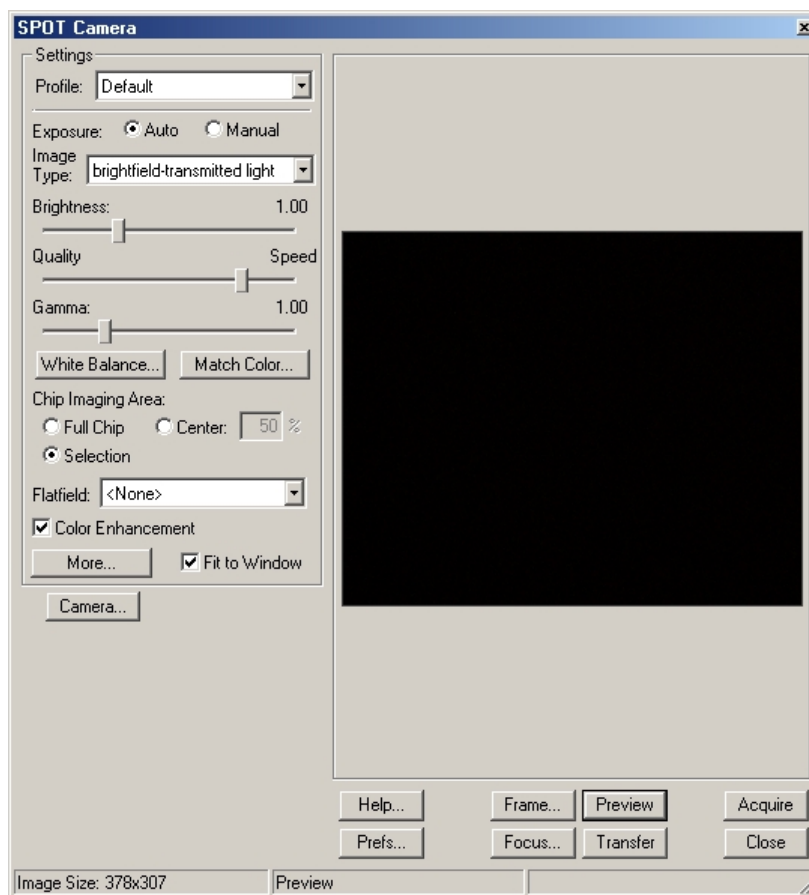 SPOT Camera
Settings
Profile: Default
Exposure: Auto Manual
Image Type: brightfield-transmitted light
Brightness: 1.00
Quality Speed
Gamma: 1.00
White Balance... Match Color...
Chip Imaging Area:
Full Chip Center: 50 %
Selection
Flatfield: <None>
Color Enhancement
More... Fit to Window
Camera...
Help... Frame... Preview Acquire
Prefs... Focus... Transfer Close
Image Size: 378x307 Preview